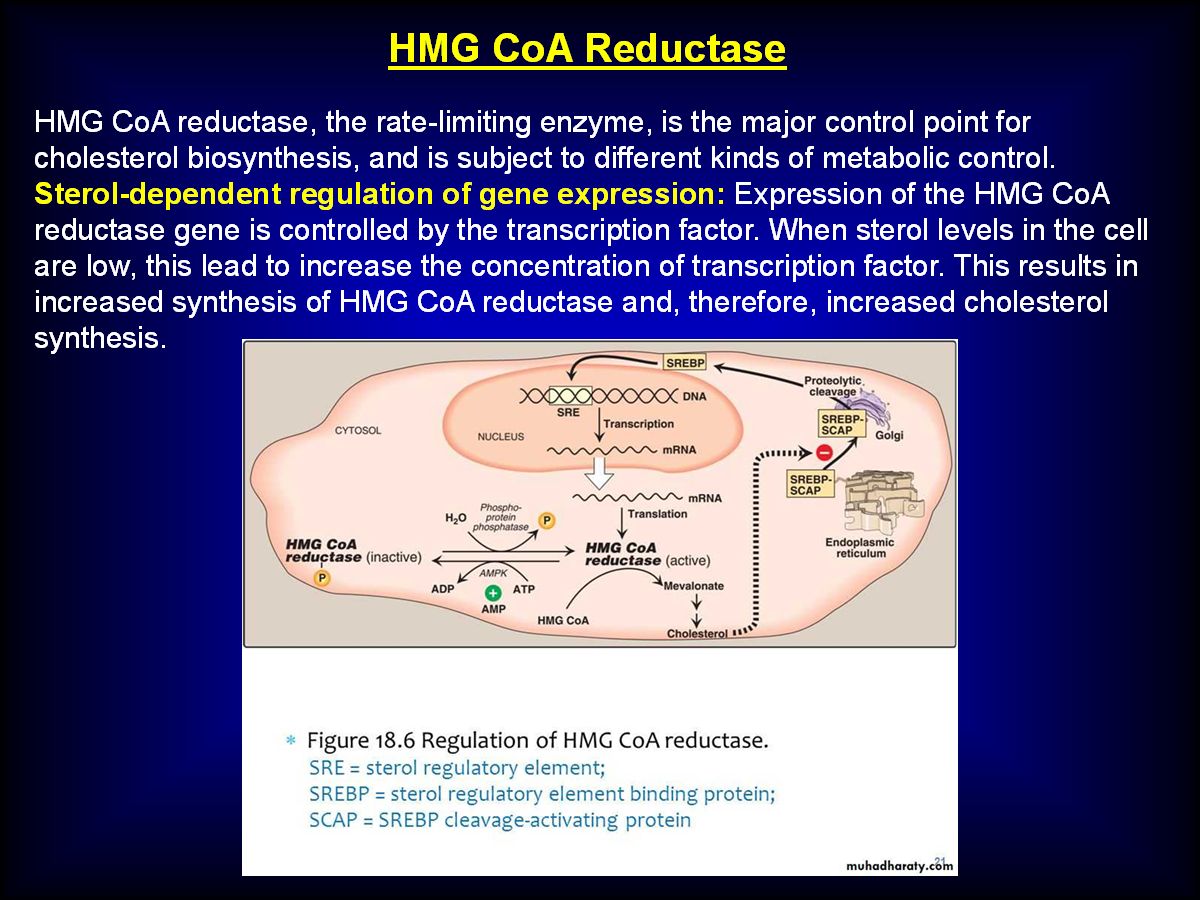 HMG CoA Reductase
HMG CoA reductase, the rate-limiting enzyme, is the major control point for
cholesterol biosynthesis, and is subject to different kinds of metabolic control.
Sterol-dependent regulation of gene expression: Expression of the HMG CoA
reductase gene is controlled by the transcription factor. When sterol levels in the cell
are low, this lead to increase the concentration of transcription factor. This results in
increased synthesis of HMG CoA reductase and, therefore, increased cholesterol
synthesis.
SREBP
Proteolytic
cleavage
DNA
SRE
SREBP-
SCAP
Golgi
Transcription
CYTOSOL
NUCLEUS
mRNA
−
SREBP-
SCAP
mRNA
Phospho-
protein
phosphatase
H2O
P
Translation
Endoplasmic
reticulum
HMG CoA
reductase (inactive)
P
HMG CoA
reductase (active)
AMPK
ADP
ATP
+
AMP
Mevalonate
HMG CoA
Cholesterol
* Figure 18.6 Regulation of HMG CoA reductase.
SRE = sterol regulatory element;
SREBP = sterol regulatory element binding protein;
SCAP = SREBP cleavage-activating protein
21
muhadharaty.com